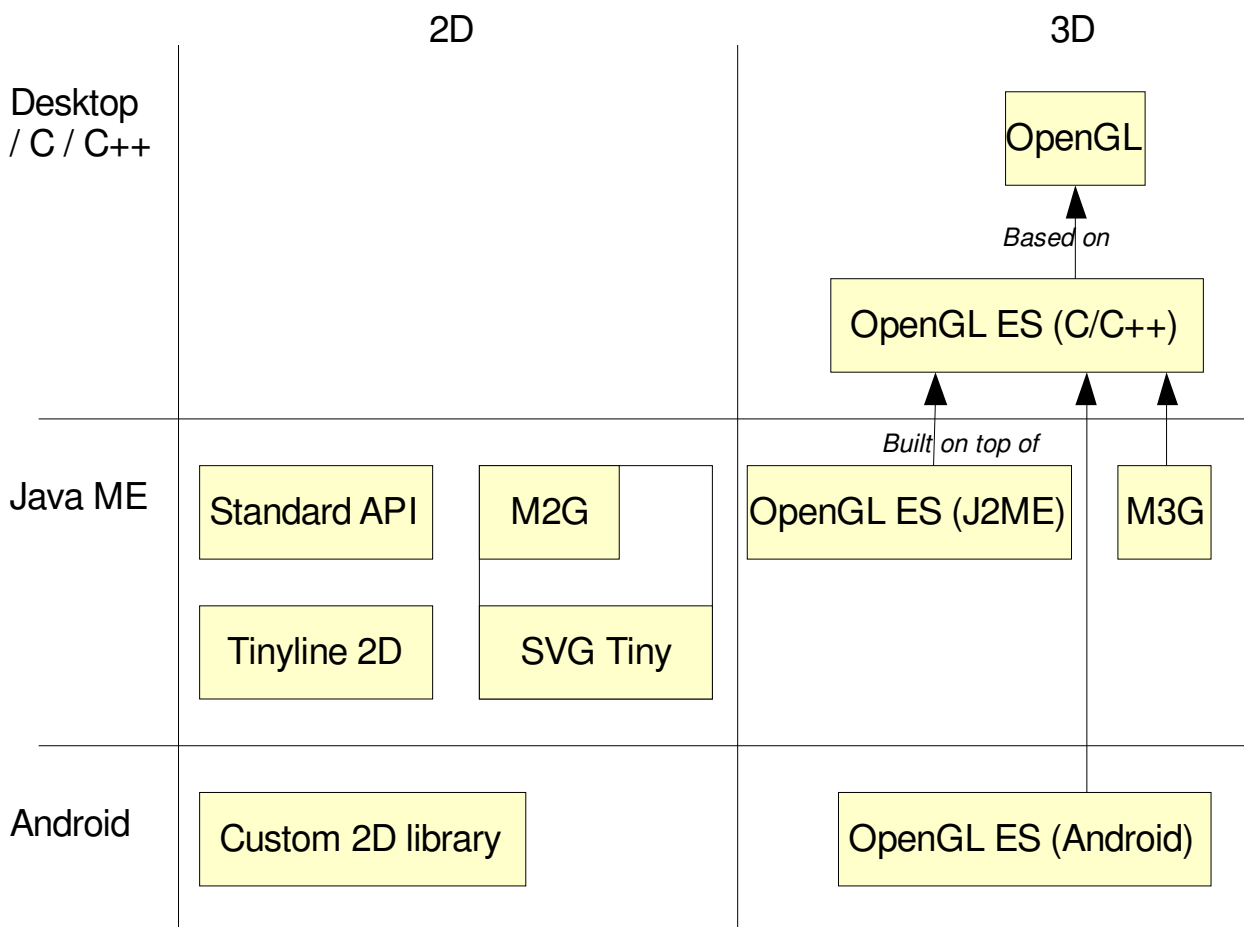 2D
3D
Desktop
/ C / C++
OpenGL
Based on
OpenGL ES (C/C++)
Built on top of
Java ME
Standard API
M2G
OpenGL ES (J2ME)
M3G
Tinyline 2D
SVG Tiny
Android
Custom 2D library
OpenGL ES (Android)